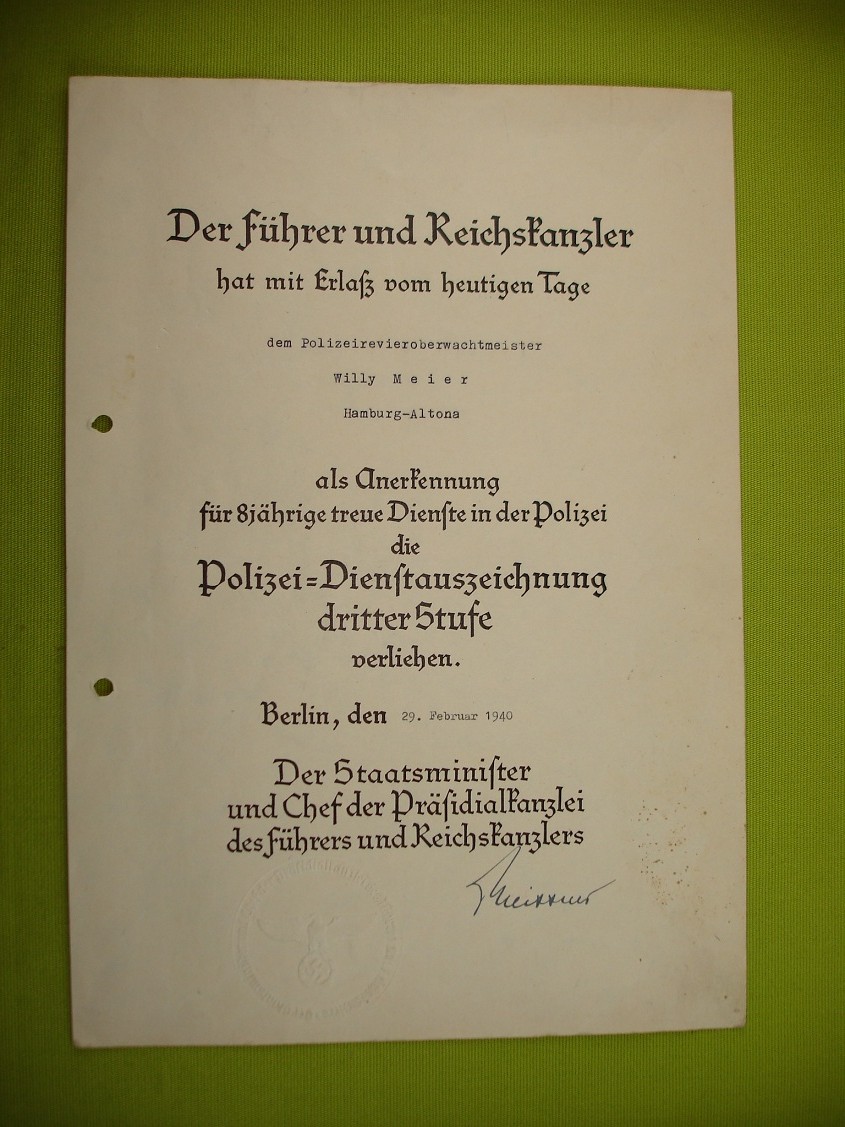 Der Führer und Reichskanzler
hat mit Erlaß vom heutigen Tage
dem Polizeirevieroberwachtmeister
Willy M e i e r
Hamburg-Altona
als Anerkennung
für 8jährige treue Dienste in der Polizei
die
Polizei=Dienstauszeichnung
dritter Stufe
verliehen.
Berlin, den 29. Februar 1940
Der Staatsminister
und Chef der Präsidialkanzlei
des Führers und Reichskanzlers